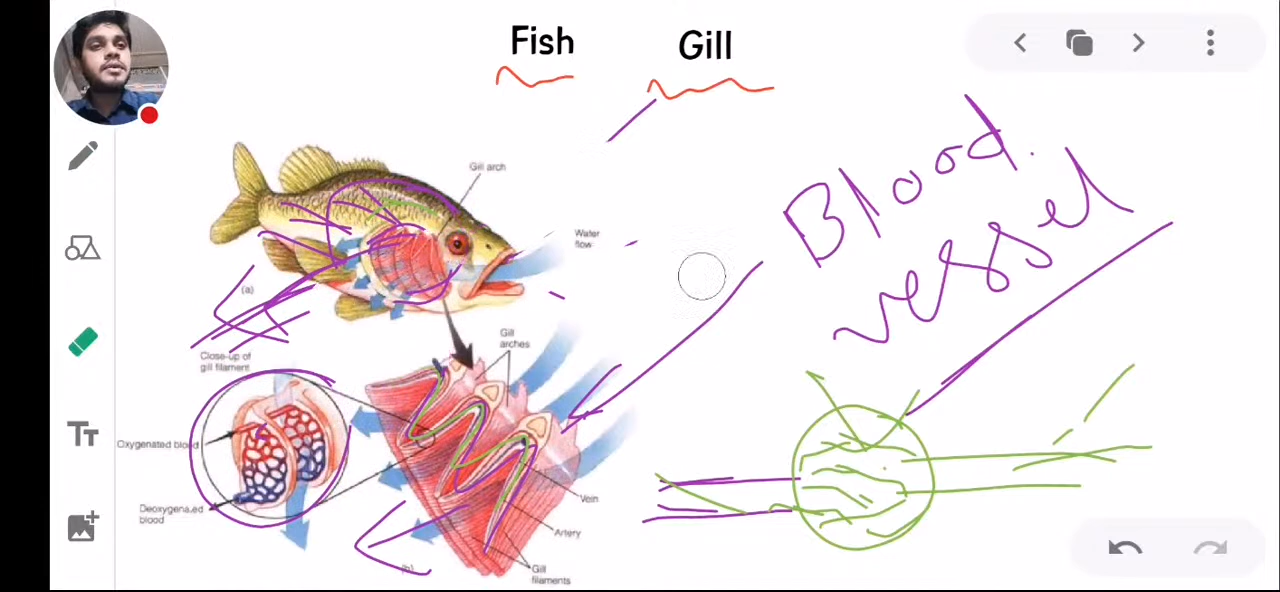 Fish Gill
Gill arch
Water
flow
Blood.
vessel
(a)
Close-up of
gill filament
Gill
arches
Oxygenated blood
Deoxygenated
blood
Vein
Artery
(b)
Gill
filaments
TT